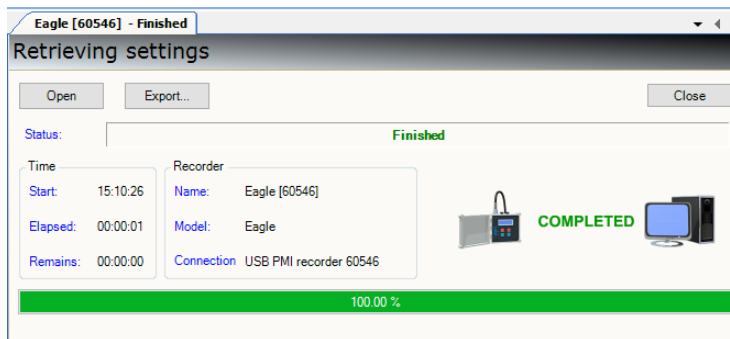 Eagle [60546] - Finished
Retrieving settings
Open Export... Close
Status: Finished
Time Recorder
Start: 15:10:26 Name: Eagle [60546]
Elapsed: 00:00:01 Model: Eagle COMPLETED
Remains: 00:00:00 Connection USB PMI recorder 60546
100.00 %